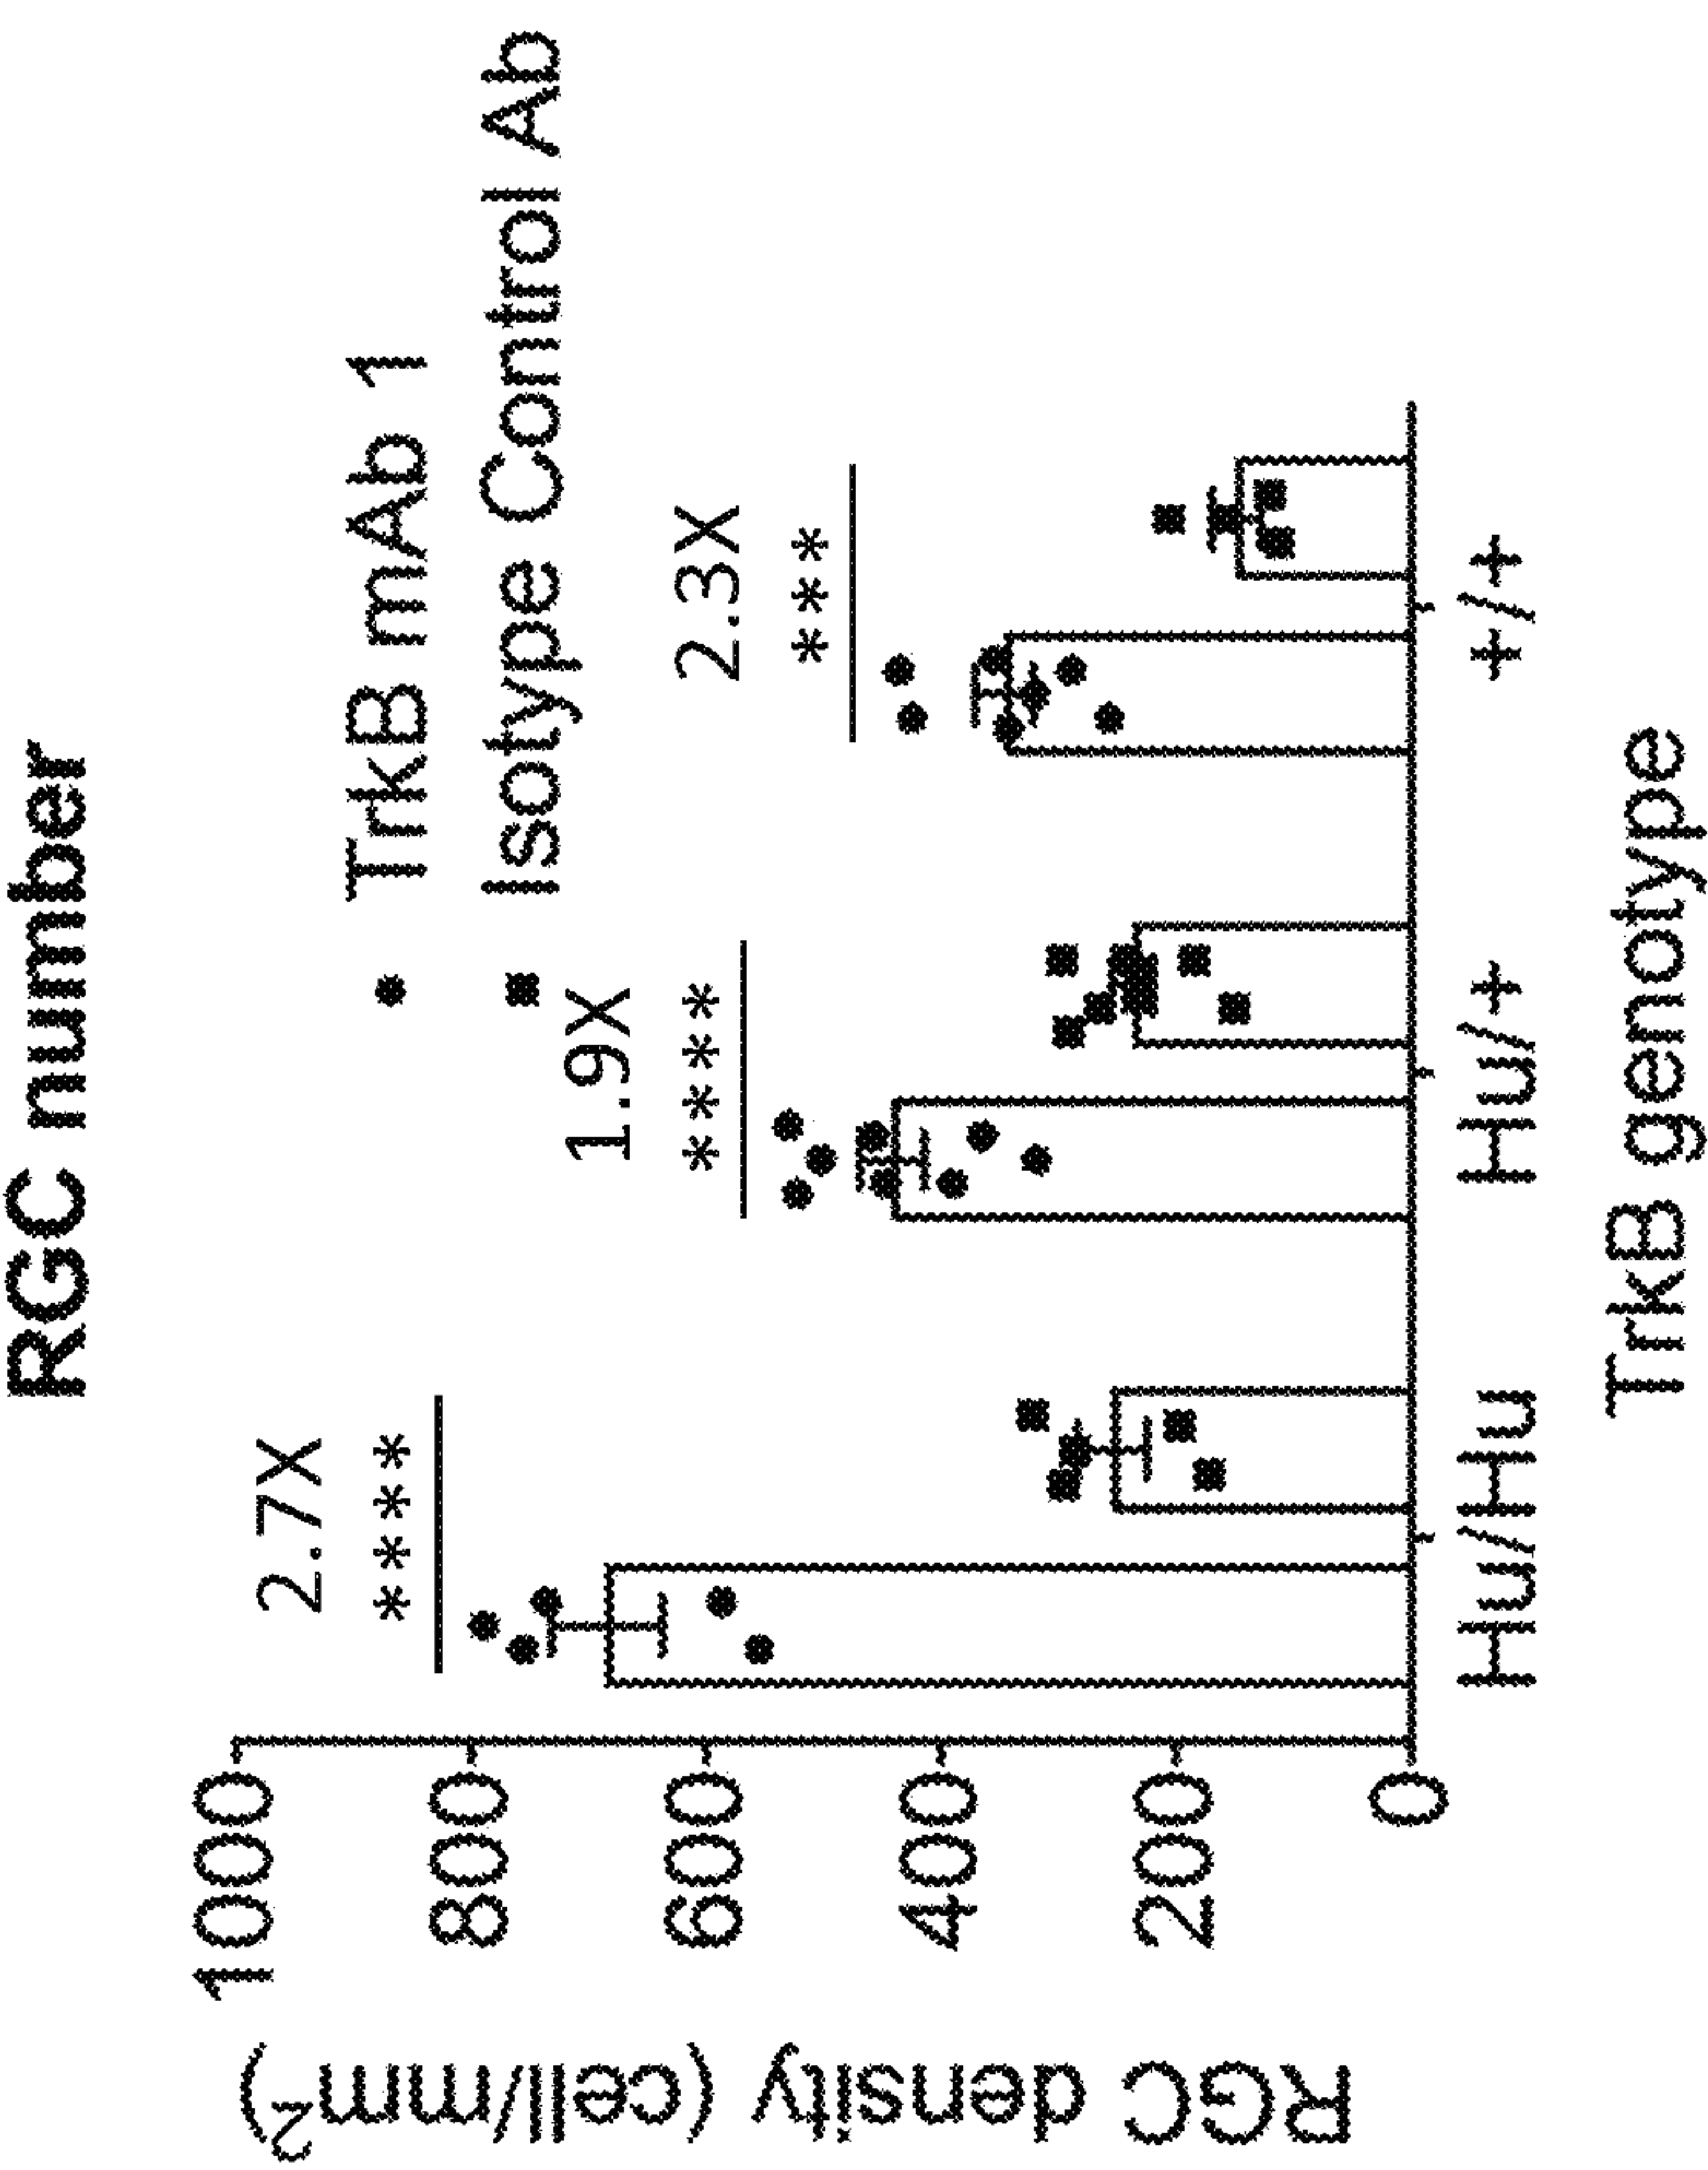 RGC number
TrkB mAb 1
Isotype Control Ab
2.7X
****
1.9X
****
2.3X
***
RGC density (cell/mm²)
1000
800
600
400
200
0
Hu/Hu
Hu/+
+/+
TrkB genotype